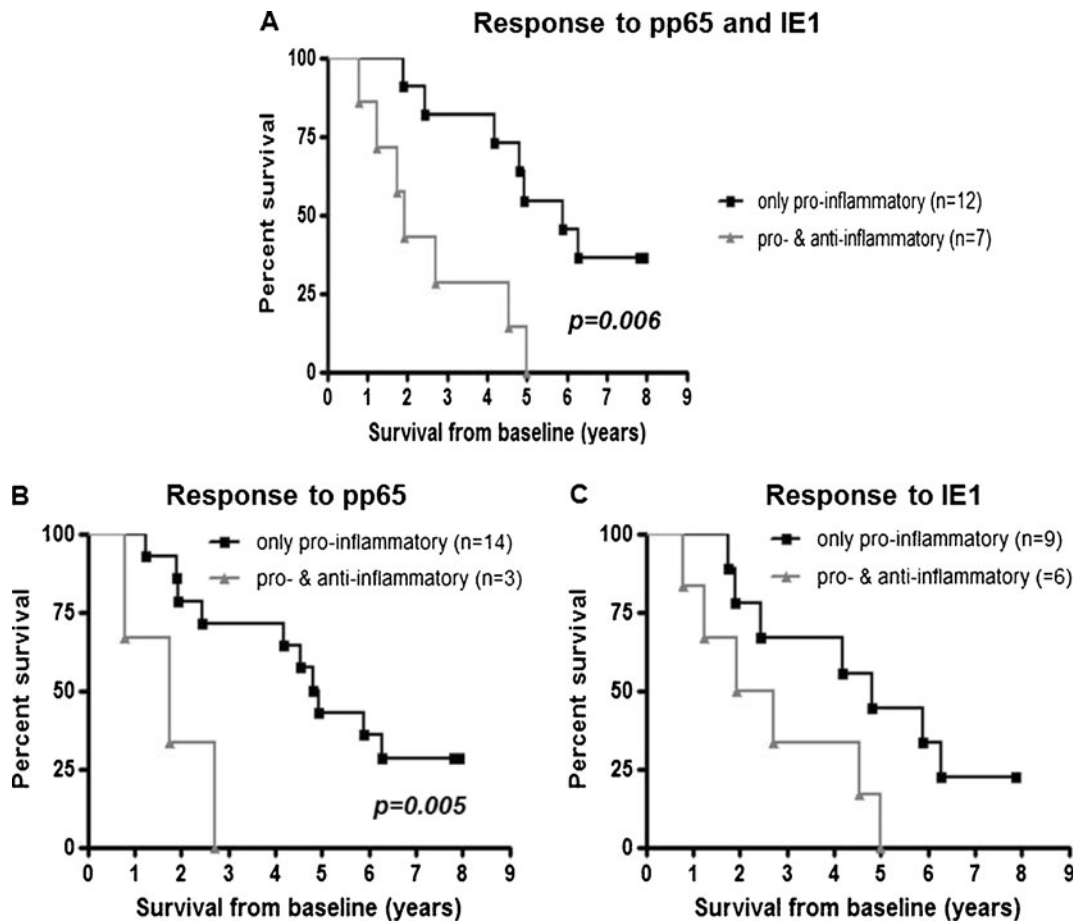 A
Response to pp65 and IE1
Percent survival
100
75
50
25
0
0 1 2 3 4 5 6 7 8 9
Survival from baseline (years)
only pro-inflammatory (n=12)
pro- & anti-inflammatory (n=7)
p=0.006
B
Response to pp65
Percent survival
100
75
50
25
0
0 1 2 3 4 5 6 7 8 9
Survival from baseline (years)
only pro-inflammatory (n=14)
pro- & anti-inflammatory (n=3)
p=0.005
C
Response to IE1
Percent survival
100
75
50
25
0
0 1 2 3 4 5 6 7 8 9
Survival from baseline (years)
only pro-inflammatory (n=9)
pro- & anti-inflammatory (=6)